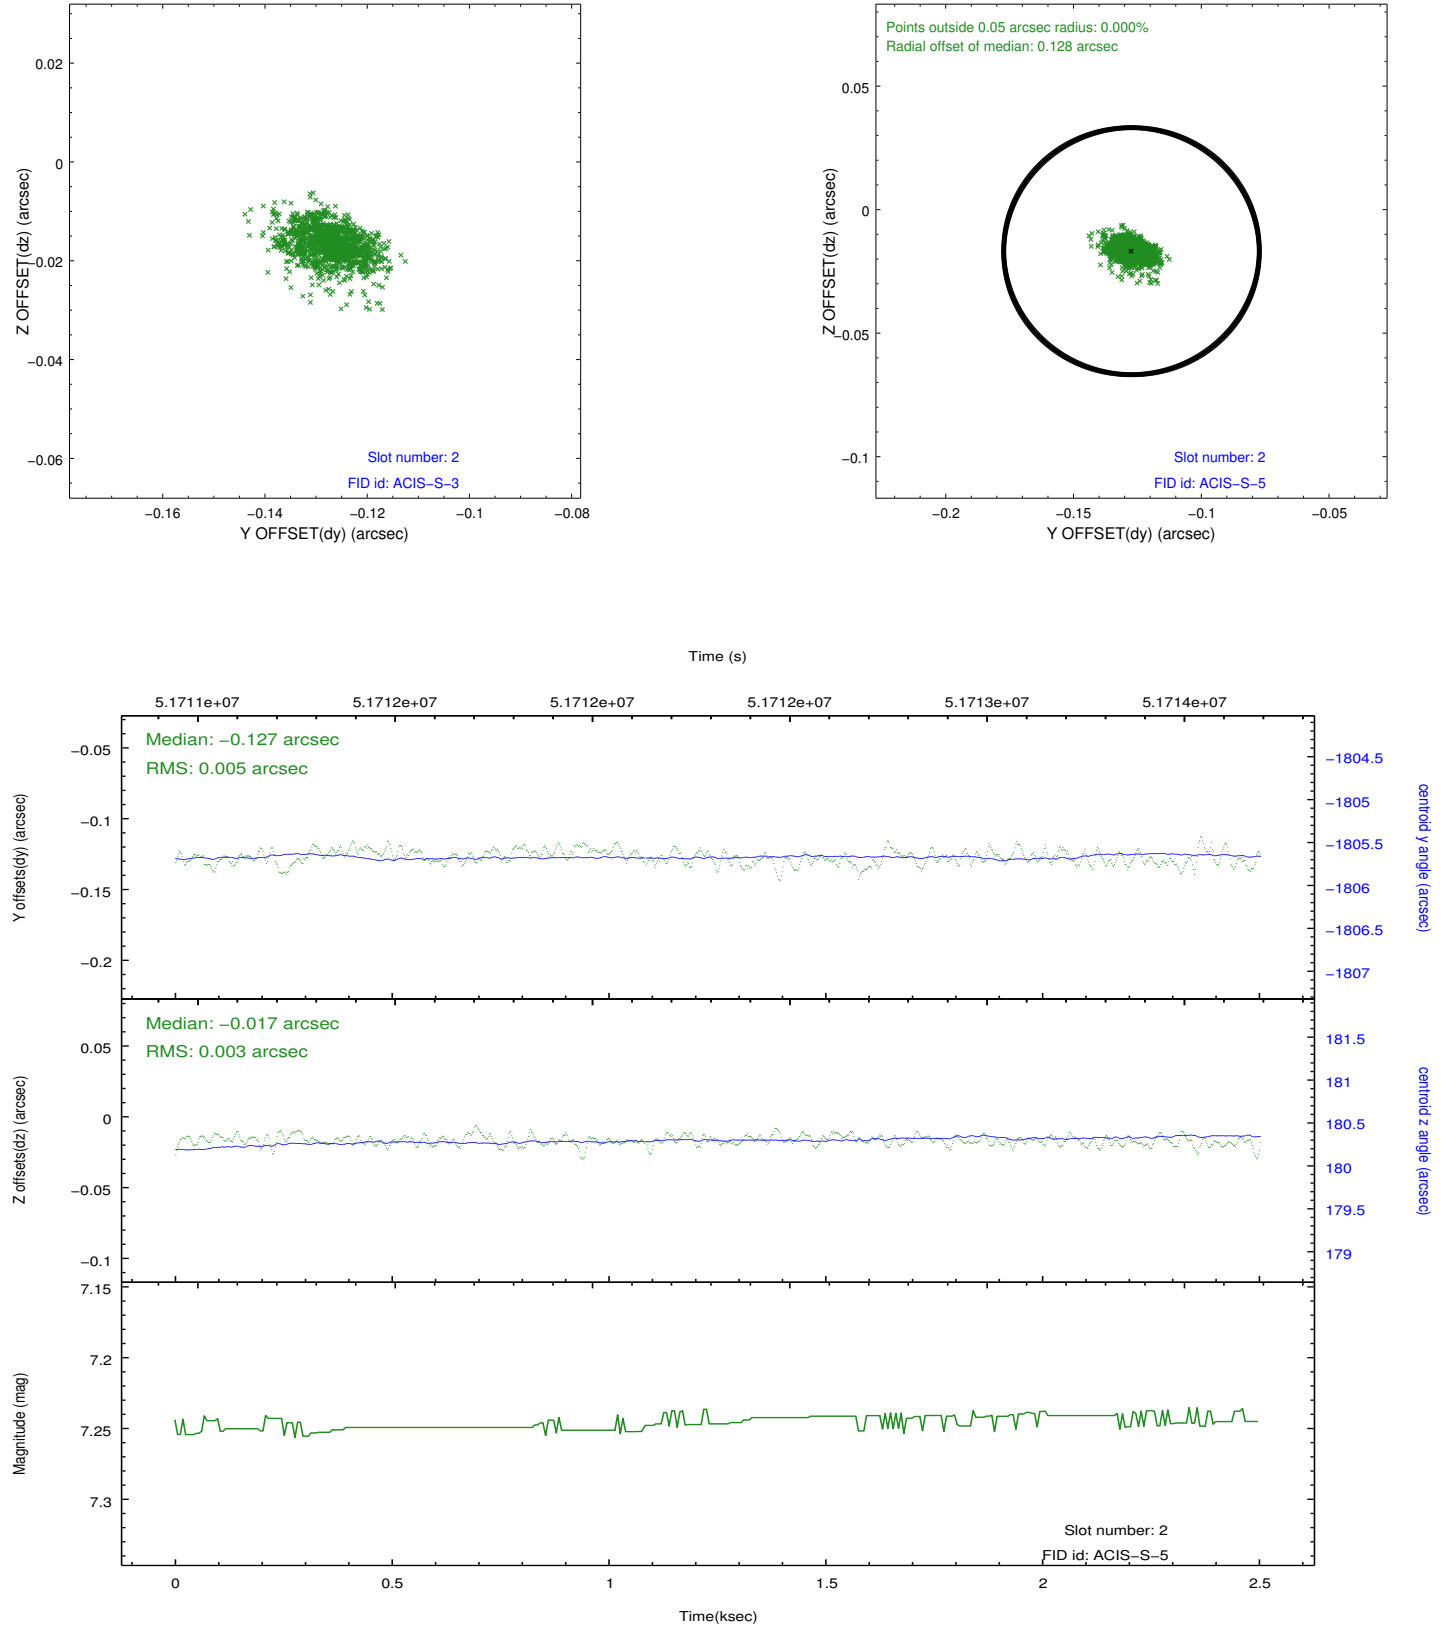 0.02
0
−0.02
−0.04
−0.06
Z OFFSET(dz) (arcsec)
Slot number: 2
FID id: ACIS−S−3
−0.16
−0.14
−0.12
−0.1
−0.08
Y OFFSET(dy) (arcsec)
Points outside 0.05 arcsec radius: 0.000%
Radial offset of median: 0.128 arcsec
0.05
0
−0.05
−0.1
Z OFFSET(dz) (arcsec)
Slot number: 2
FID id: ACIS−S−5
−0.2
−0.15
−0.1
−0.05
Y OFFSET(dy) (arcsec)
Time (s)
5.1711e+07
5.1712e+07
5.1712e+07
5.1712e+07
5.1713e+07
5.1714e+07
Median: −0.127 arcsec
RMS: 0.005 arcsec
−0.05
−0.1
−0.15
−0.2
Y offsets(dy) (arcsec)
−1804.5
−1805
−1805.5
−1806
−1806.5
−1807
centroid y angle (arcsec)
Median: −0.017 arcsec
RMS: 0.003 arcsec
0.05
0
−0.05
−0.1
Z offsets(dz) (arcsec)
181.5
181
180.5
180
179.5
179
centroid z angle (arcsec)
7.15
7.2
7.25
7.3
Magnitude (mag)
Slot number: 2
FID id: ACIS−S−5
0
0.5
1
1.5
2
2.5
Time(ksec)